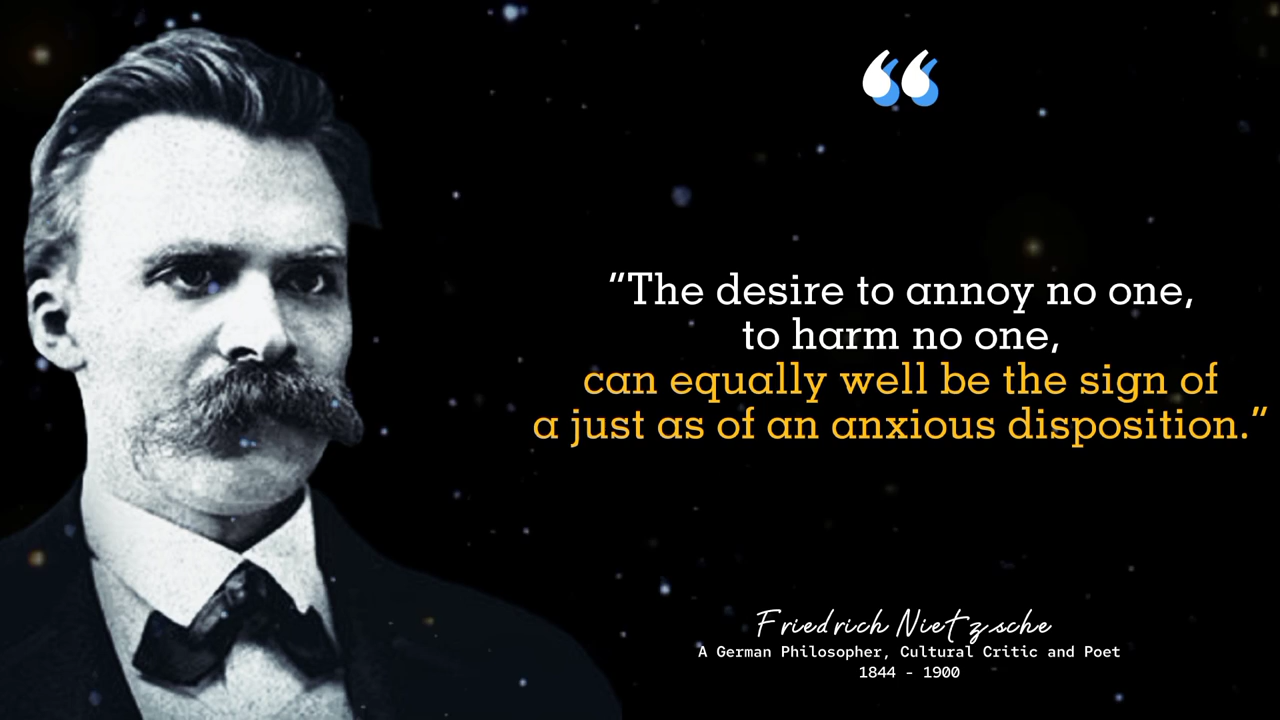 “The desire to annoy no one,
to harm no one,
can equally well be the sign of
a just as of an anxious disposition.”
Friedrich Nietzsche
A German Philosopher, Cultural Critic and Poet
1844 - 1900